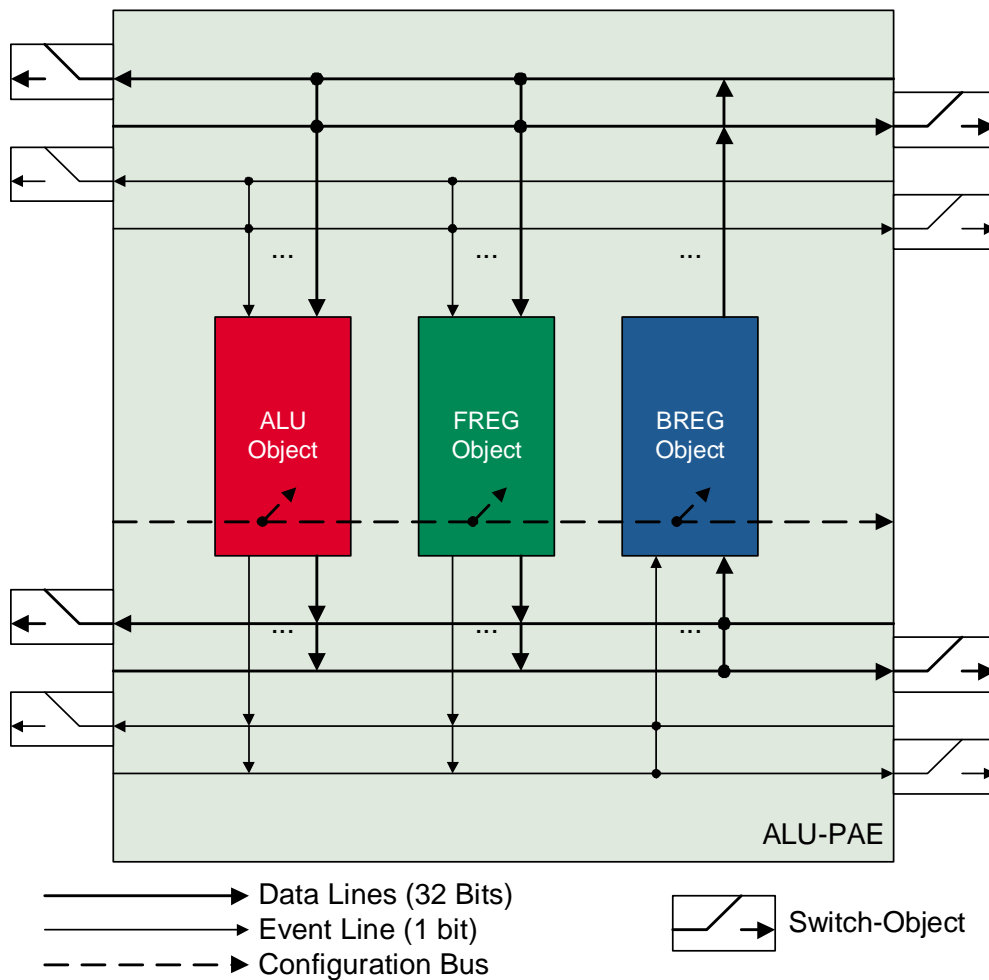 ... ... ...
ALU
Object
FREG
Object
BREG
Object
... ... ...
ALU-PAE
Data Lines (32 Bits)
Event Line (1 bit)
Configuration Bus
Switch-Object